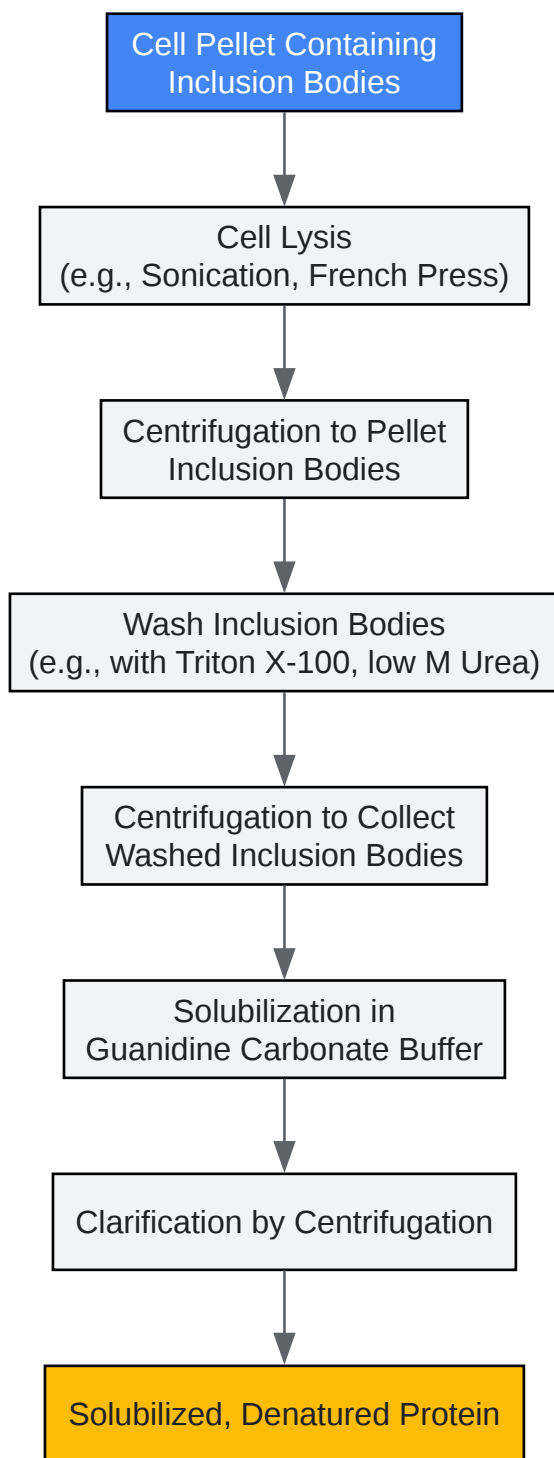 Cell Pellet Containing
Inclusion Bodies
Cell Lysis
(e.g., Sonication, French Press)
Centrifugation to Pellet
Inclusion Bodies
Wash Inclusion Bodies
(e.g., with Triton X-100, low M Urea)
Centrifugation to Collect
Washed Inclusion Bodies
Solubilization in
Guanidine Carbonate Buffer
Clarification by Centrifugation
Solubilized, Denatured Protein